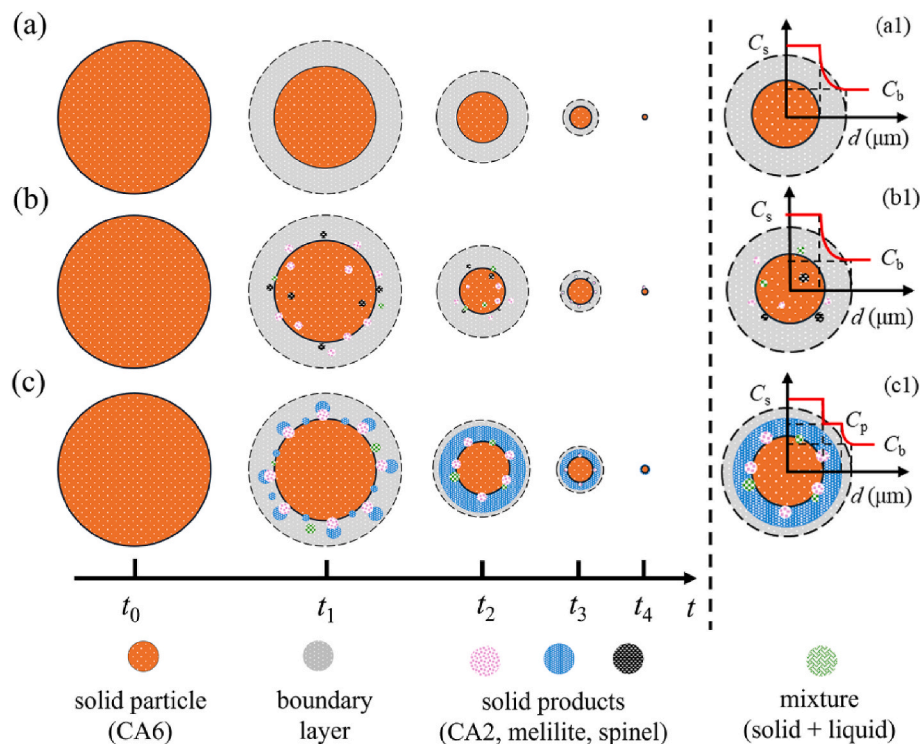 (a)
(a1)
Cs
Cb
d (μm)
(b)
(b1)
Cs
Cb
d (μm)
(c)
(c1)
Cs
Cp
Cb
d (μm)
t0 t1 t2 t3 t4 t
solid particle
(CA6)
boundary
layer
solid products
(CA2, melilite, spinel)
mixture
(solid + liquid)